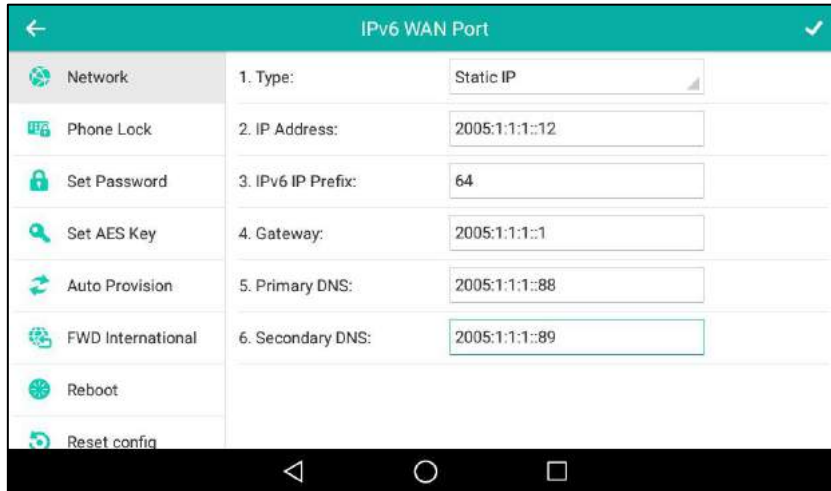 IPv6 WAN Port
Network
1. Type:
Static IP
Phone Lock
2. IP Address:
2005:1:1:1::12
Set Password
3. IPv6 IP Prefix:
64
Set AES Key
4. Gateway:
2005:1:1:1::1
Auto Provision
5. Primary DNS:
2005:1:1:1::88
FWD International
6. Secondary DNS:
2005:1:1:1::89
Reboot
Reset config